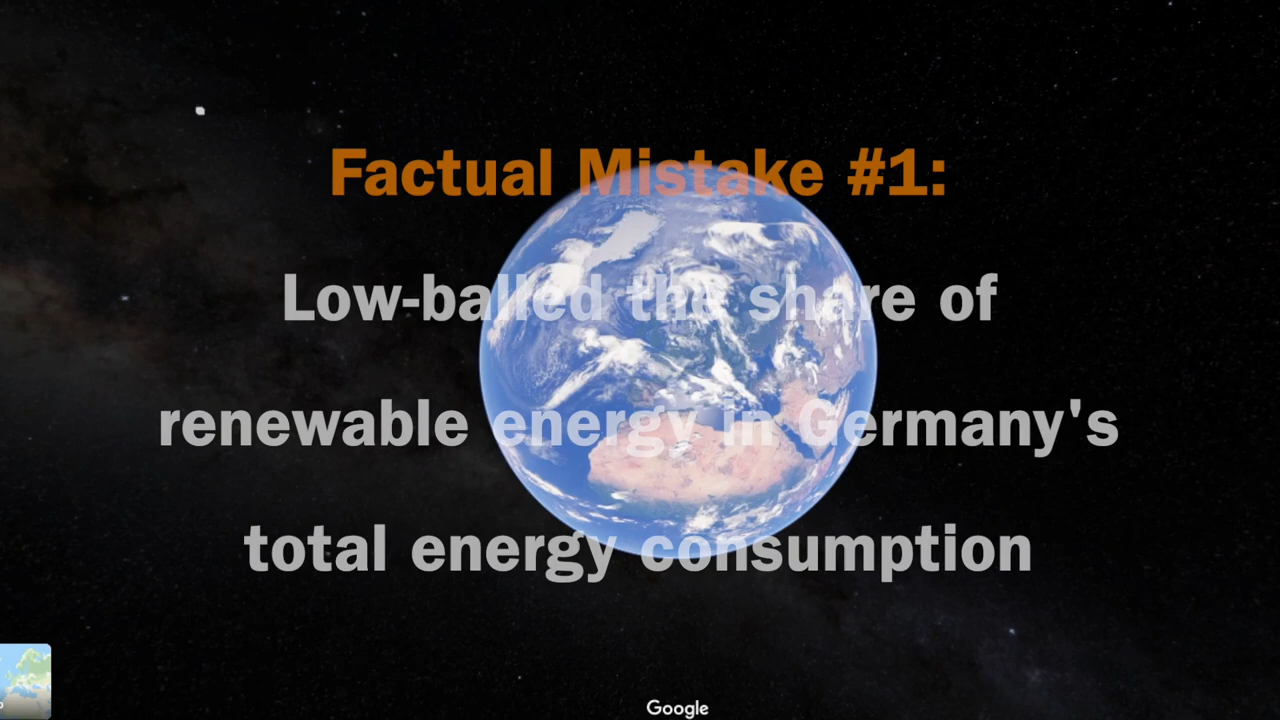 Factual Mistake #1:
Low-balled the share of
renewable energy in Germany's
total energy consumption
Google